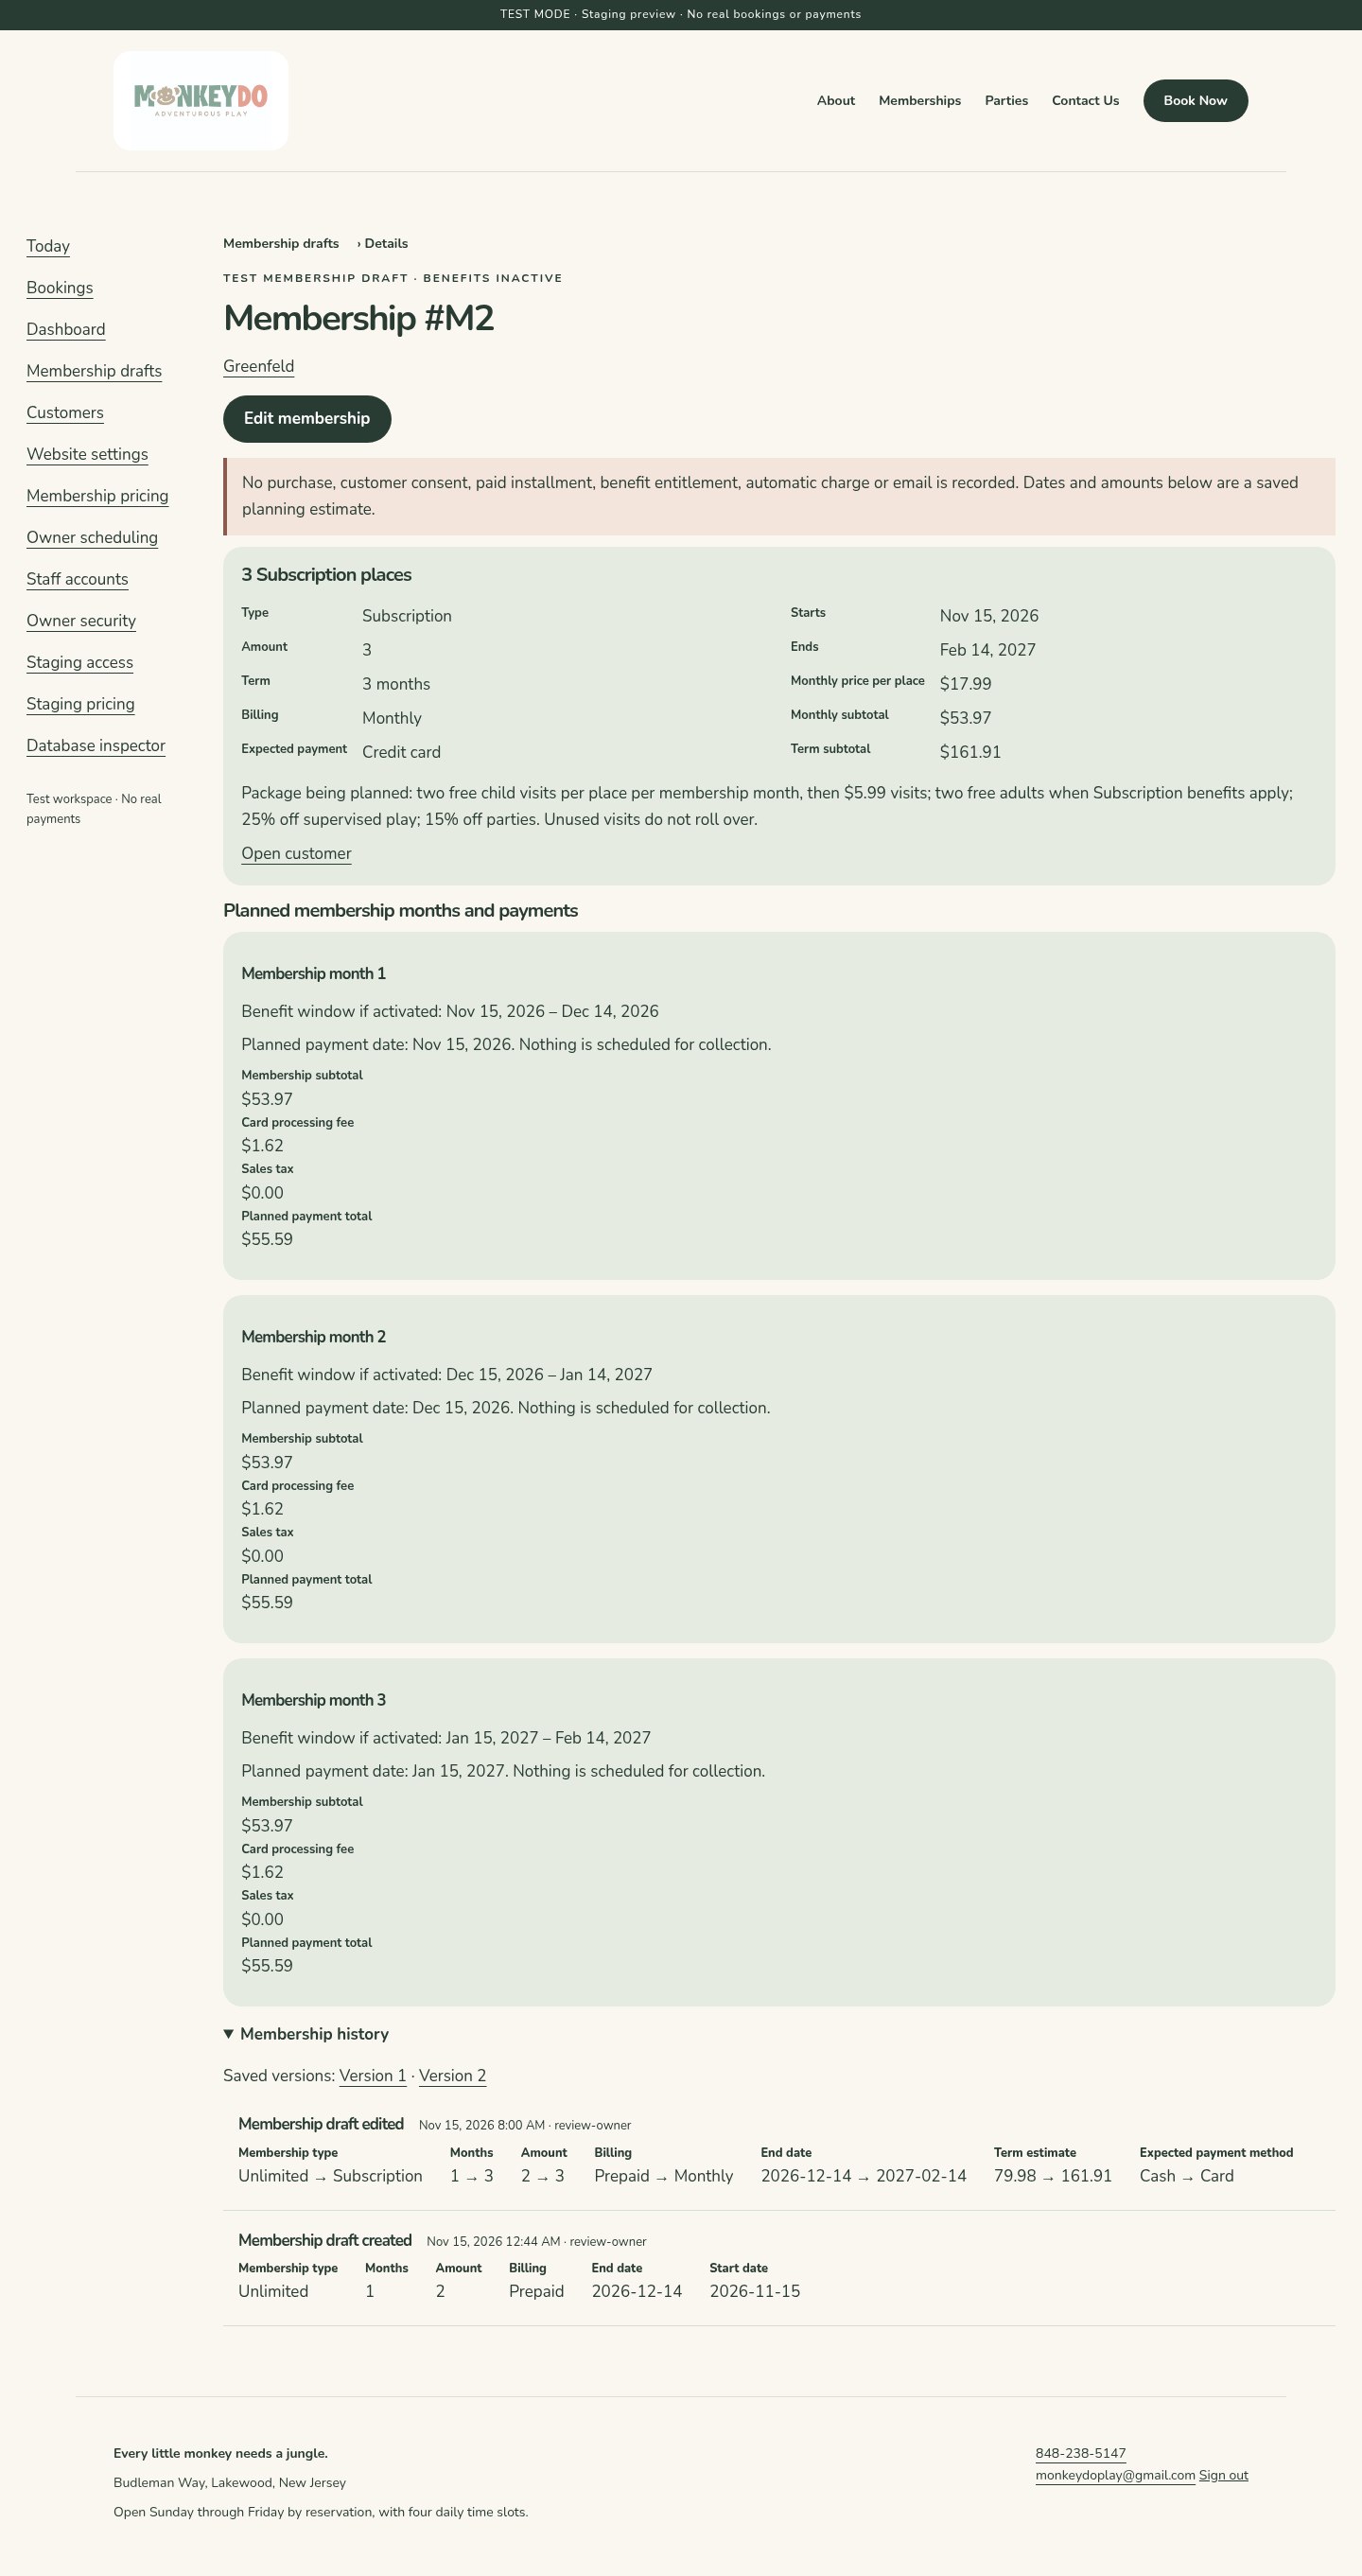 TEST MODE · Staging preview · No real bookings or payments
MONKEYDO
ADVENTUROUS PLAY
About
Memberships
Parties
Contact Us
Book Now
Today
Bookings
Dashboard
Membership drafts
Customers
Website settings
Membership pricing
Owner scheduling
Staff accounts
Owner security
Staging access
Staging pricing
Database inspector
Test workspace · No real
payments
Membership drafts › Details
TEST MEMBERSHIP DRAFT · BENEFITS INACTIVE
Membership #M2
Greenfeld
Edit membership
No purchase, customer consent, paid installment, benefit entitlement, automatic charge or email is recorded. Dates and amounts below are a saved
planning estimate.
3 Subscription places
Type Subscription
Amount 3
Term 3 months
Billing Monthly
Expected payment Credit card
Starts Nov 15, 2026
Ends Feb 14, 2027
Monthly price per place $17.99
Monthly subtotal $53.97
Term subtotal $161.91
Package being planned: two free child visits per place per membership month, then $5.99 visits; two free adults when Subscription benefits apply;
25% off supervised play; 15% off parties. Unused visits do not roll over.
Open customer
Planned membership months and payments
Membership month 1
Benefit window if activated: Nov 15, 2026 – Dec 14, 2026
Planned payment date: Nov 15, 2026. Nothing is scheduled for collection.
Membership subtotal
$53.97
Card processing fee
$1.62
Sales tax
$0.00
Planned payment total
$55.59
Membership month 2
Benefit window if activated: Dec 15, 2026 – Jan 14, 2027
Planned payment date: Dec 15, 2026. Nothing is scheduled for collection.
Membership subtotal
$53.97
Card processing fee
$1.62
Sales tax
$0.00
Planned payment total
$55.59
Membership month 3
Benefit window if activated: Jan 15, 2027 – Feb 14, 2027
Planned payment date: Jan 15, 2027. Nothing is scheduled for collection.
Membership subtotal
$53.97
Card processing fee
$1.62
Sales tax
$0.00
Planned payment total
$55.59
▼ Membership history
Saved versions: Version 1 · Version 2
Membership draft edited Nov 15, 2026 8:00 AM · review-owner
Membership type Months Amount Billing End date Term estimate Expected payment method
Unlimited → Subscription 1 → 3 2 → 3 Prepaid → Monthly 2026-12-14 → 2027-02-14 79.98 → 161.91 Cash → Card
Membership draft created Nov 15, 2026 12:44 AM · review-owner
Membership type Months Amount Billing End date Start date
Unlimited 1 2 Prepaid 2026-12-14 2026-11-15
Every little monkey needs a jungle.
Budleman Way, Lakewood, New Jersey
Open Sunday through Friday by reservation, with four daily time slots.
848-238-5147
monkeydoplay@gmail.com Sign out